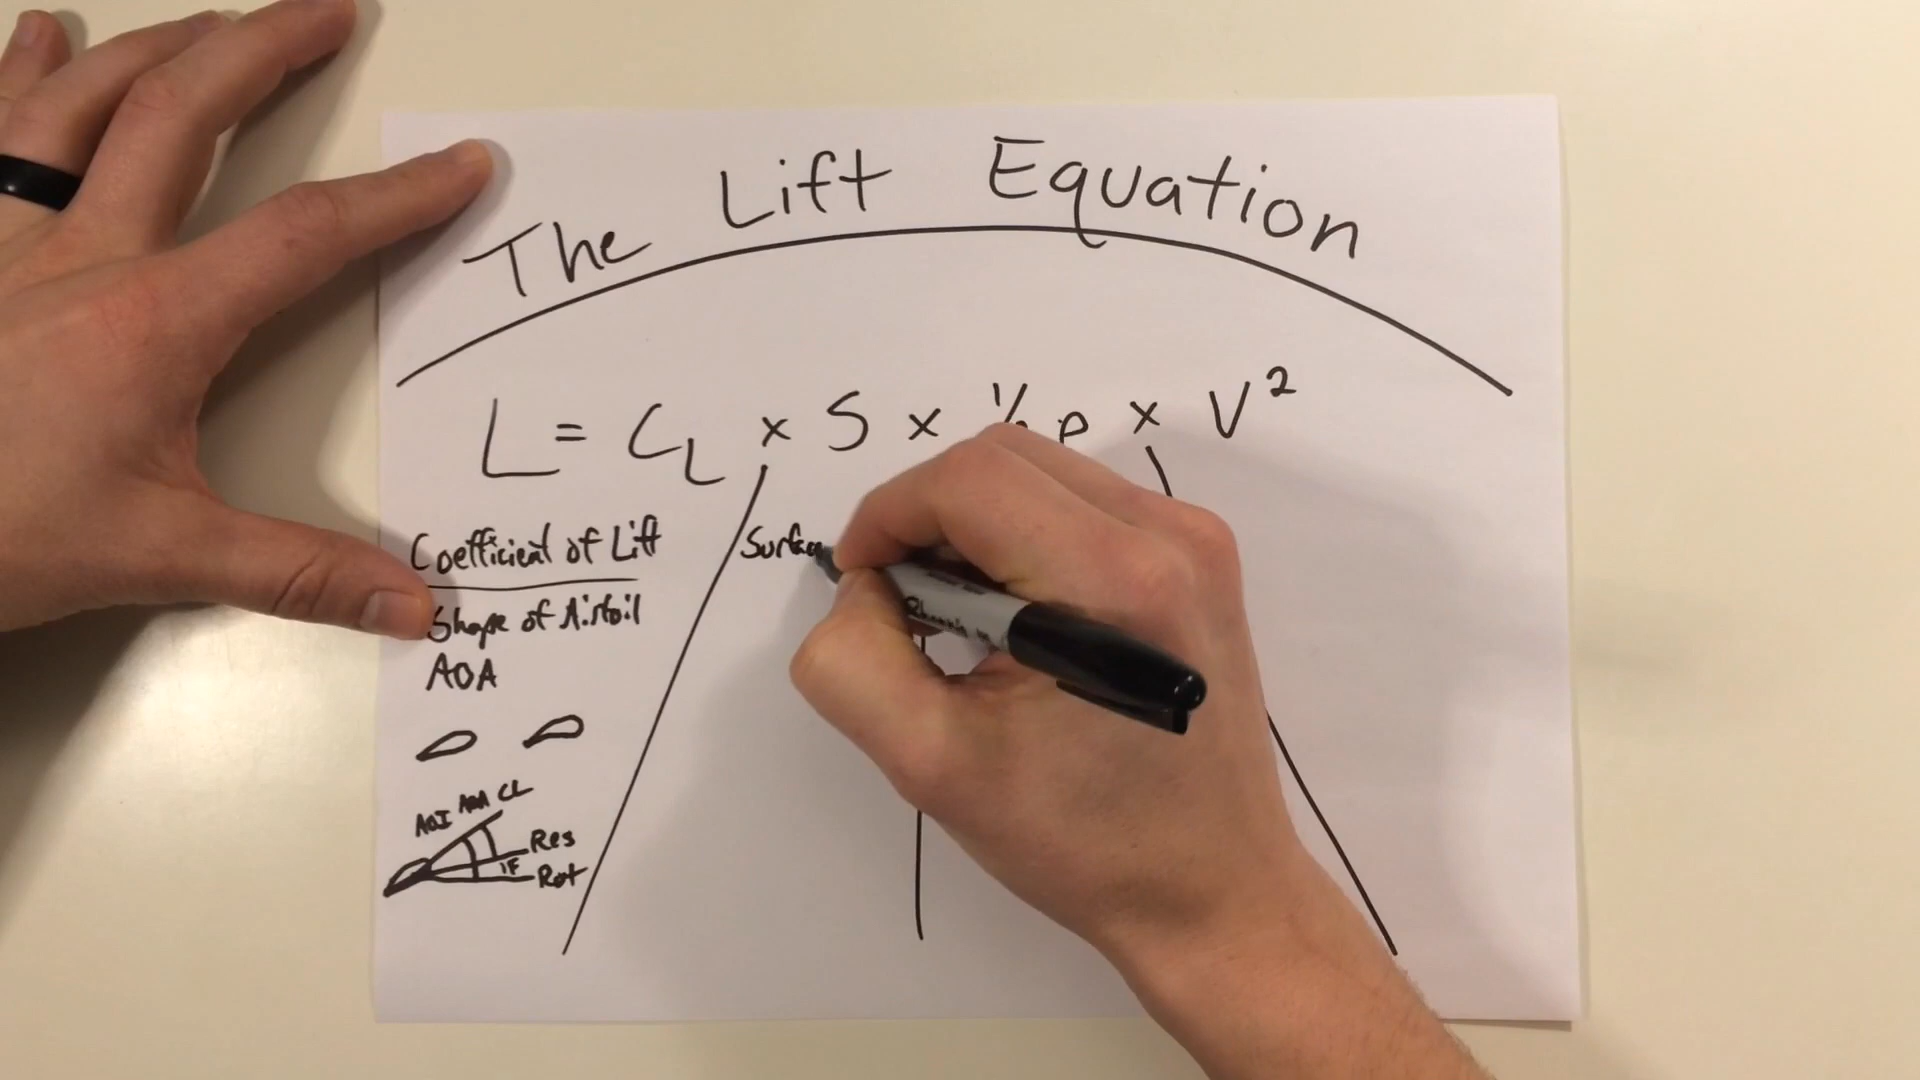 The Lift Equation
L = CL × S × ½ ρ × V²
Coefficient of Lift
Shape of Airfoil
AOA
AOI AOA CL
Res
IF
Rot
Surfac